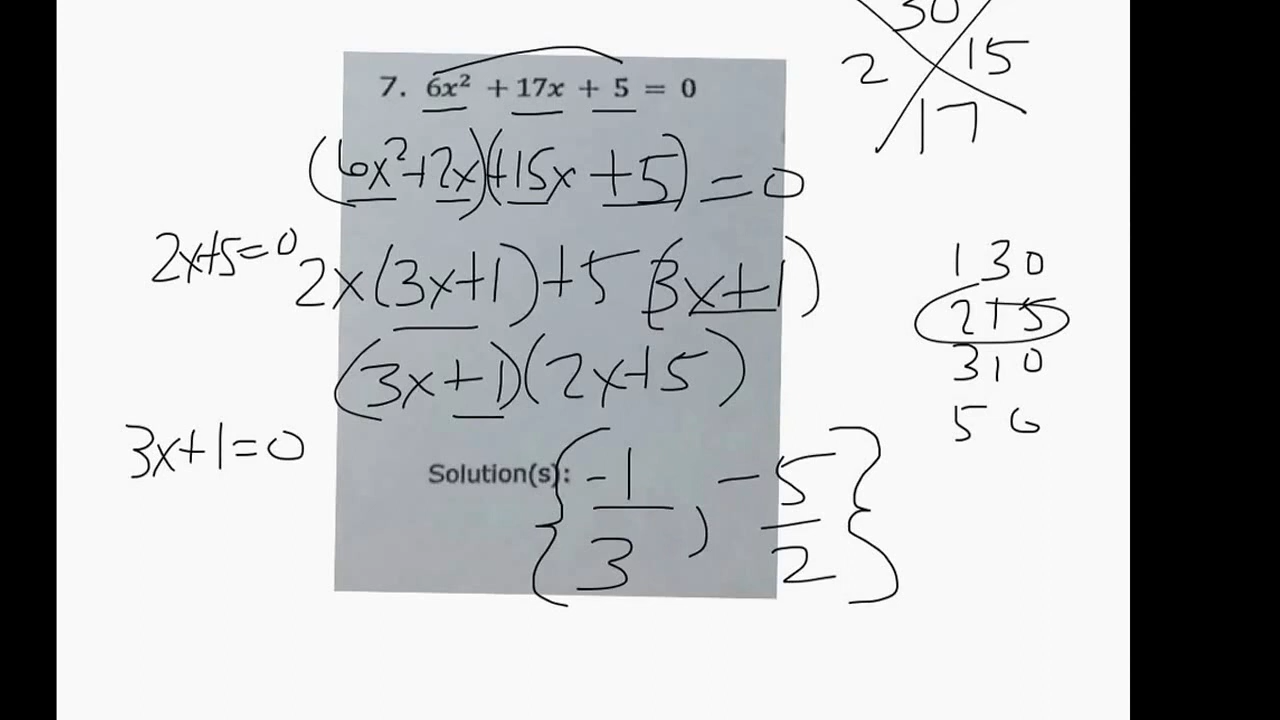 30
2 15
17
7. 6x² + 17x + 5 = 0
(6x²+2x)(+15x +5) = 0
2x+5=0
2x(3x+1)+5(3x+1)
(3x+1)(2x+5)
3x+1=0
1 30
2 15
3 10
5 6
Solution(s): {-1/3, -5/2}